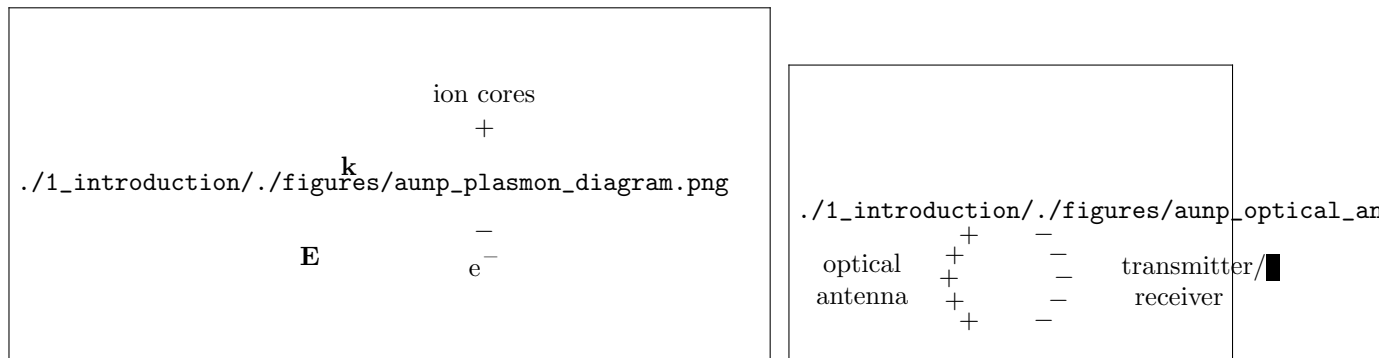 ion cores
+
k
./1_introduction/./figures/aunp_plasmon_diagram.png
−
E
e⁻
./1_introduction/./figures/aunp_optical_an
+ −
+ −
optical
transmitter/
+ −
antenna
+ −
receiver
+ −